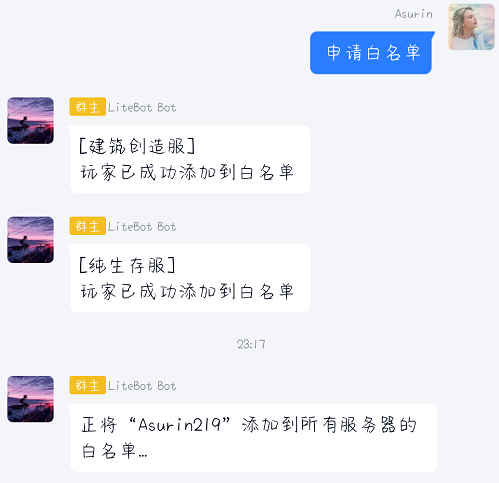 Asurin
申请白名单
群主 LiteBot Bot
[建筑创造服]
玩家已成功添加到白名单
群主 LiteBot Bot
[纯生存服]
玩家已成功添加到白名单
23:17
群主 LiteBot Bot
正将“Asurin219”添加到所有服务器的
白名单...